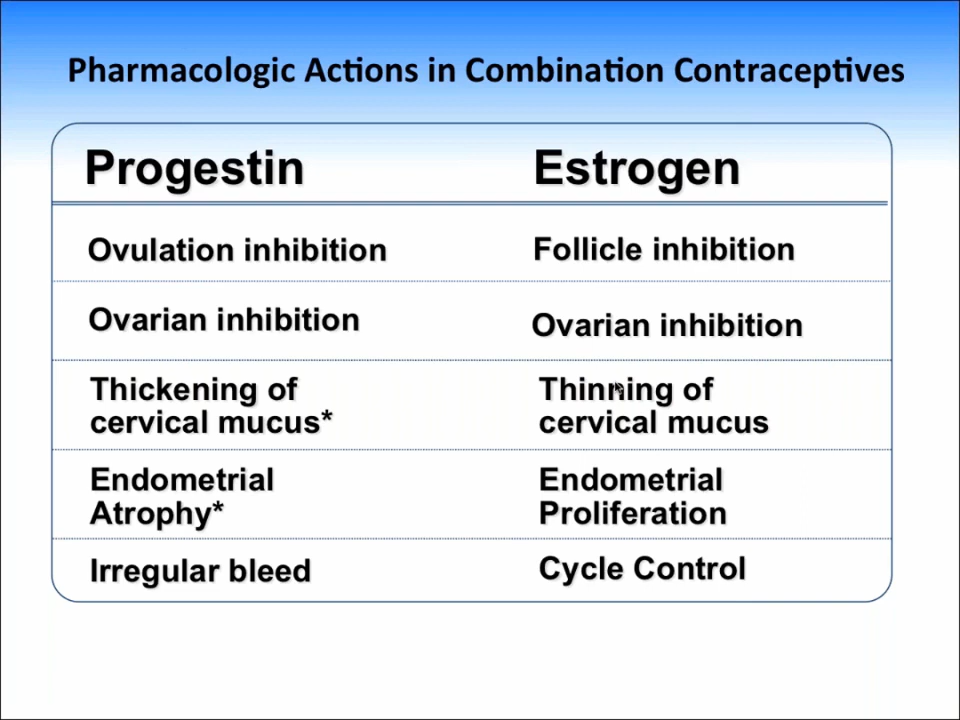 Pharmacologic Actions in Combination Contraceptives
Progestin Estrogen
Ovulation inhibition Follicle inhibition
Ovarian inhibition Ovarian inhibition
Thickening of Thinning of
cervical mucus* cervical mucus
Endometrial Endometrial
Atrophy* Proliferation
Irregular bleed Cycle Control